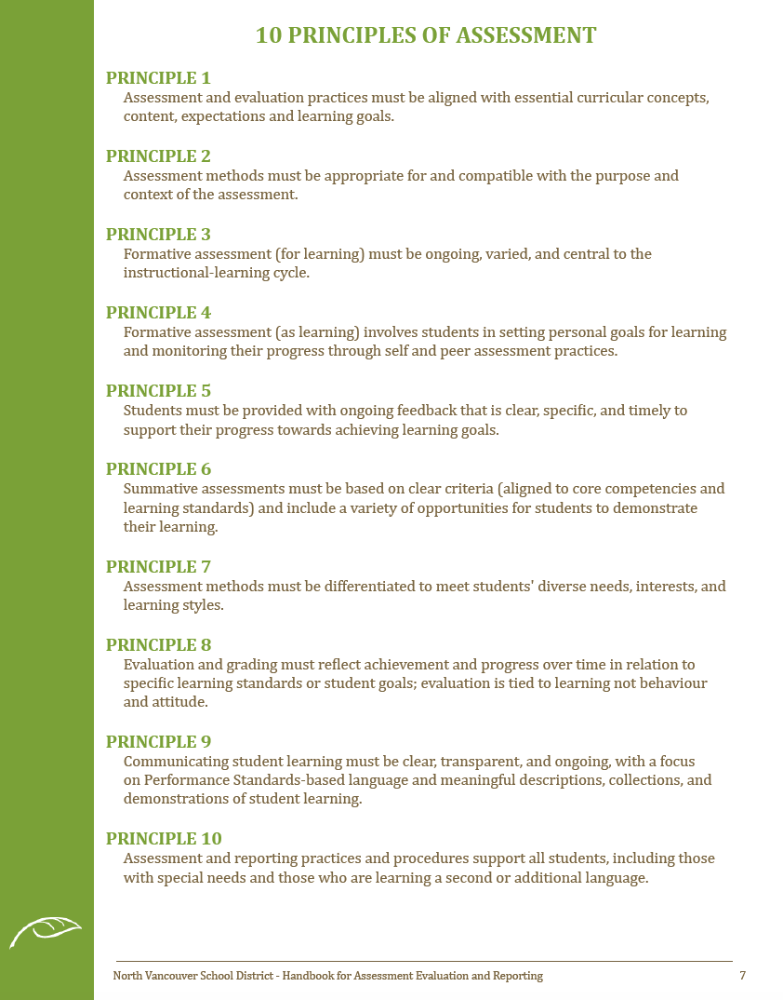 10 PRINCIPLES OF ASSESSMENT
PRINCIPLE 1
Assessment and evaluation practices must be aligned with essential curricular concepts,
content, expectations and learning goals.
PRINCIPLE 2
Assessment methods must be appropriate for and compatible with the purpose and
context of the assessment.
PRINCIPLE 3
Formative assessment (for learning) must be ongoing, varied, and central to the
instructional-learning cycle.
PRINCIPLE 4
Formative assessment (as learning) involves students in setting personal goals for learning
and monitoring their progress through self and peer assessment practices.
PRINCIPLE 5
Students must be provided with ongoing feedback that is clear, specific, and timely to
support their progress towards achieving learning goals.
PRINCIPLE 6
Summative assessments must be based on clear criteria (aligned to core competencies and
learning standards) and include a variety of opportunities for students to demonstrate
their learning.
PRINCIPLE 7
Assessment methods must be differentiated to meet students' diverse needs, interests, and
learning styles.
PRINCIPLE 8
Evaluation and grading must reflect achievement and progress over time in relation to
specific learning standards or student goals; evaluation is tied to learning not behaviour
and attitude.
PRINCIPLE 9
Communicating student learning must be clear, transparent, and ongoing, with a focus
on Performance Standards-based language and meaningful descriptions, collections, and
demonstrations of student learning.
PRINCIPLE 10
Assessment and reporting practices and procedures support all students, including those
with special needs and those who are learning a second or additional language.
North Vancouver School District - Handbook for Assessment Evaluation and Reporting 7